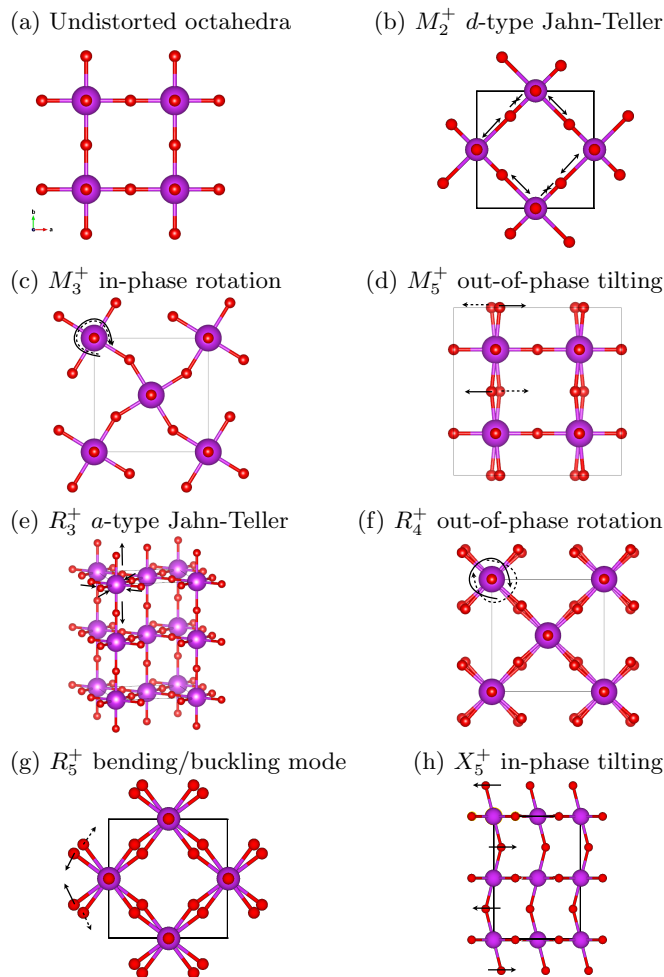 (a) Undistorted octahedra
(b) M₂⁺ d-type Jahn-Teller
b
a
(c) M₃⁺ in-phase rotation
(d) M₅⁺ out-of-phase tilting
(e) R₃⁺ a-type Jahn-Teller
(f) R₄⁺ out-of-phase rotation
(g) R₅⁺ bending/buckling mode
(h) X₅⁺ in-phase tilting